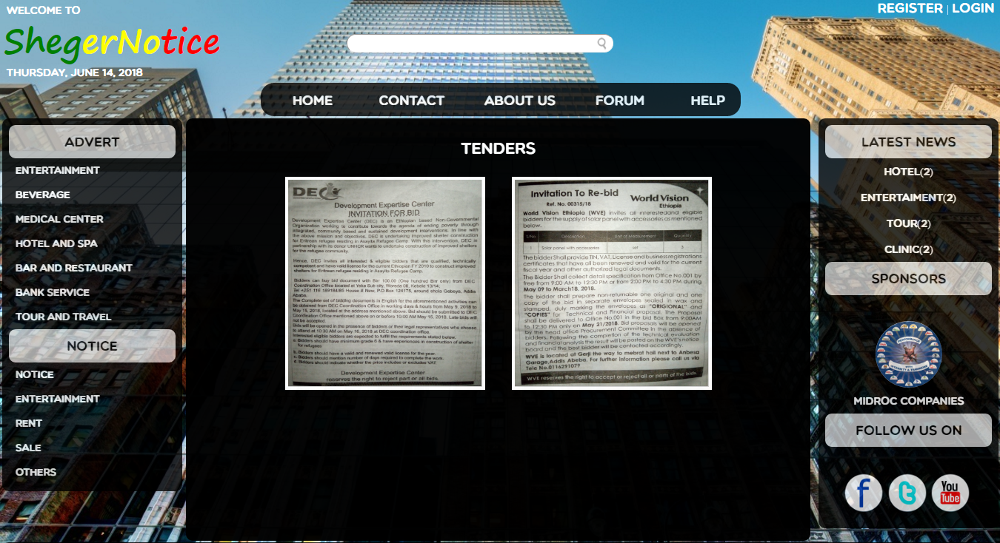 WELCOME TO
ShegerNotice
THURSDAY, JUNE 14, 2018
REGISTER | LOGIN
HOME CONTACT ABOUT US FORUM HELP
ADVERT
ENTERTAINMENT
BEVERAGE
MEDICAL CENTER
HOTEL AND SPA
BAR AND RESTAURANT
BANK SERVICE
TOUR AND TRAVEL
NOTICE
NOTICE
ENTERTAINMENT
RENT
SALE
OTHERS
TENDERS
DEC
Development Expertise Center
INVITATION FOR BID
Development Expertise Center (DEC) is an Ethiopian based Non-Governmental
Organization working to contribute towards the agenda of ending poverty through
integrated, community based and sustained development interventions. In line with
the above mission and objectives, DEC is undertaking improved shelter construction
for Eritrean refugee residing in Asayita Refugee Camp. With this intervention, DEC in
partnership with its donor UNHCR wants to undertake construction of improved shelters
for the refugee community.
Hence, DEC invites all interested & eligible bidders that are qualified, technically
competent and have valid license for the current Ethiopian FY 2010 to construct improved
shelters for Eritrean refugee residing in Asayita Refugee Camp.
Bidders can buy bid document with Birr 100.00 (One hundred Birr only) from DEC
Coordination Office located at Yeka Sub city, Woreda 08, Kebele 13/14;
Tel +251 116 189184/85 House # New, P.O.Box 124175, around shola Gebeya, Addis
Ababa.
The Complete set of bidding documents in English for the aforementioned activities can
be obtained from DEC Coordination Office in working days & hours from May 9, 2018 to
May 15, 2018, located at the address mentioned above. Bid should be submitted to DEC
Coordination Office mentioned above on or before 10:00 AM May 15, 2018. Late bids will
not be accepted.
Bids will be opened in the presence of bidders or their legal representatives who choose
to attend at 10:30 AM on May 16, 2018 at DEC coordination office.
Interested eligible bidders are expected to fulfill the requirements stated below.
a. Bidders should have minimum grade 6 & have experiences in construction of shelter
for refugees
b. Bidders should have a valid and renewed valid license for the year.
c. Bidders should mention number of days required to complete the work.
d. Bidders should indicate whether the price includes or excludes VAT.
Development Expertise Center
reserves the right to reject part or all bids.
Invitation To Re-bid
Ref. No. 00315/18
World Vision
Ethiopia
World Vision Ethiopia (WVE) invites all interestedand eligible
bidders for the supply of solar panel with accessories as mentioned
below.
S/No Description Unit of Measurement Quantity
1 Solar panel with accessories set 3
The bidder Shall provide TIN, VAT, License and business registrations
certificates that have all been renewed and valid for the current
fiscal year and other authorized legal documents.
The Bidder Shall collect detail specification from Office No.001 by
free from 9:00 AM to 12:30 PM or from 2:00 PM to 4:30 PM during
May 09 to March18, 2018.
The bidder shall prepare non-returnable one original and one
copy of the bid in separate envelopes sealed in wax and
stamped, duly marking the envelopes as "ORIGIONAL" and
"COPIES" for Technical and Financial proposal. The Proposal
shall be delivered to Office No.001 in the bid Box from 9:00AM
to 12:30 PM only on May 21/2018. Bid proposals will be opened
by the head office Procurement Committee in the absence of
bidders. Following the completion of the technical evaluation
and financial analysis the result will be posted on the WVE's notice
board and the best bidder will be contacted accordingly.
WVE is located at Gerji the way to mebrat hail next to Anbesa
Garage,Addis Abeba. For further information please call us via
Tele No.0116291079
WVE reserves the right to accept or reject all or parts of the bids.
LATEST NEWS
HOTEL(2)
ENTERTAIMENT(2)
TOUR(2)
CLINIC(2)
SPONSORS
INTEGRITY & TEAMWORK
MIDROC COMPANIES
FOLLOW US ON
f
t
You
Tube